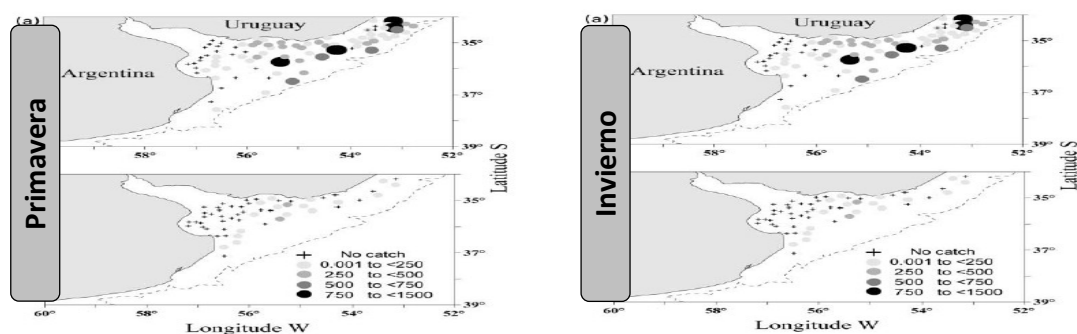 Primavera
(a)
Uruguay
Argentina
35°
37°
39°
60°
58°
56°
54°
52°
Latitude S
35°
37°
39°
No catch
0.001 to <250
250 to <500
500 to <750
750 to <1500
60°
58°
56°
54°
52°
Longitude W
Invierno
(a)
Uruguay
Argentina
35°
37°
39°
60°
58°
56°
54°
52°
Latitude S
35°
37°
39°
No catch
0.001 to <250
250 to <500
500 to <750
750 to <1500
60°
58°
56°
54°
52°
Longitude W